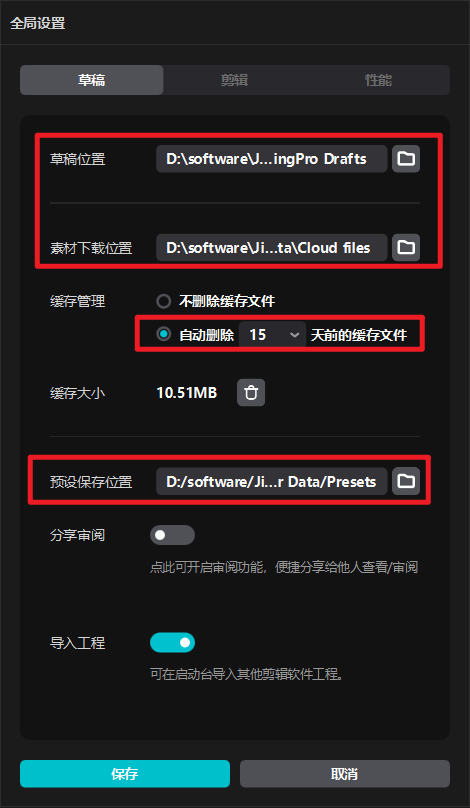 全局设置
草稿 剪辑 性能
草稿位置 D:\software\J...ingPro Drafts
素材下载位置 D:\software\Ji...ta\Cloud files
缓存管理 不删除缓存文件
自动删除 15 天前的缓存文件
缓存大小 10.51MB
预设保存位置 D:/software/Ji...r Data/Presets
分享审阅
点此可开启审阅功能，便捷分享给他人查看/审阅
导入工程
可在启动台导入其他剪辑软件工程。
保存 取消